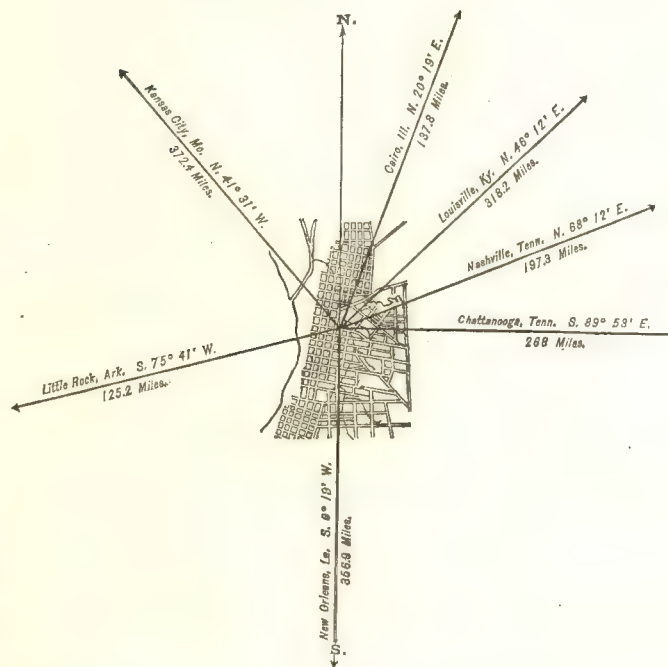 N.
Kansas City, Mo. N. 41° 31' W.
372.4 Miles.
Cairo, Ill. N. 20° 19' E.
137.8 Miles.
Louisville, Ky. N. 46° 12' E.
318.2 Miles.
Nashville, Tenn. N. 68° 12' E.
197.3 Miles.
Chattanooga, Tenn. S. 89° 53' E.
268 Miles.
Little Rock, Ark. S. 75° 41' W.
125.2 Miles.
New Orleans, La. S. 0° 19' W.
356.9 Miles.
S.